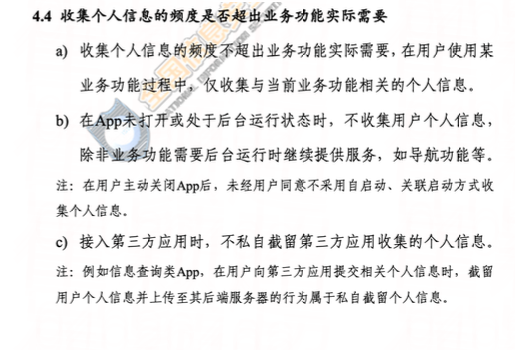 4.4 收集个人信息的频度是否超出业务功能实际需要
a) 收集个人信息的频度不超出业务功能实际需要，在用户使用某
业务功能过程中，仅收集与当前业务功能相关的个人信息。
b) 在App未打开或处于后台运行状态时，不收集用户个人信息，
除非业务功能需要后台运行时继续提供服务，如导航功能等。
注：在用户主动关闭App后，未经用户同意不采用自启动、关联启动方式收
集个人信息。
c) 接入第三方应用时，不私自截留第三方应用收集的个人信息。
注：例如信息查询类App，在用户向第三方应用提交相关个人信息时，截留
用户个人信息并上传至其后端服务器的行为属于私自截留个人信息。